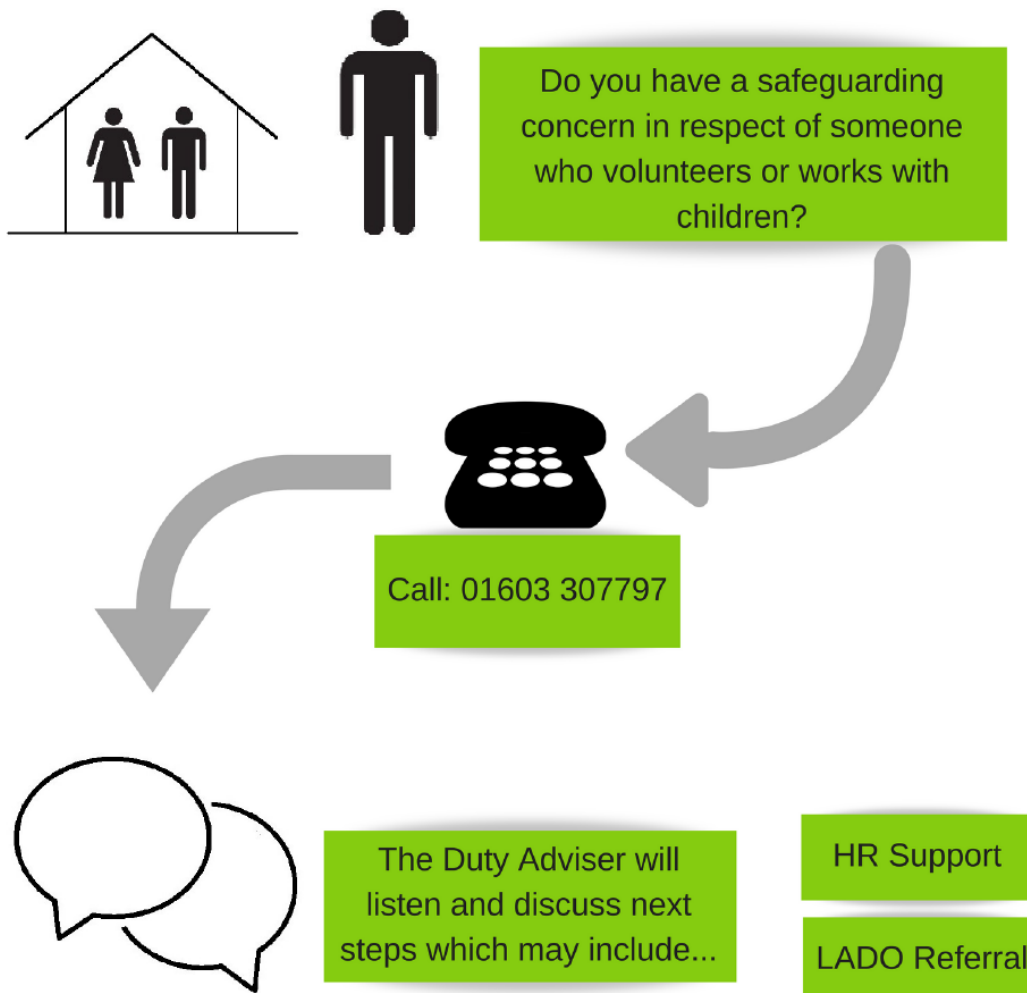 Do you have a safeguarding
concern in respect of someone
who volunteers or works with
children?
Call: 01603 307797
The Duty Adviser will
listen and discuss next
steps which may include...
HR Support
LADO Referral